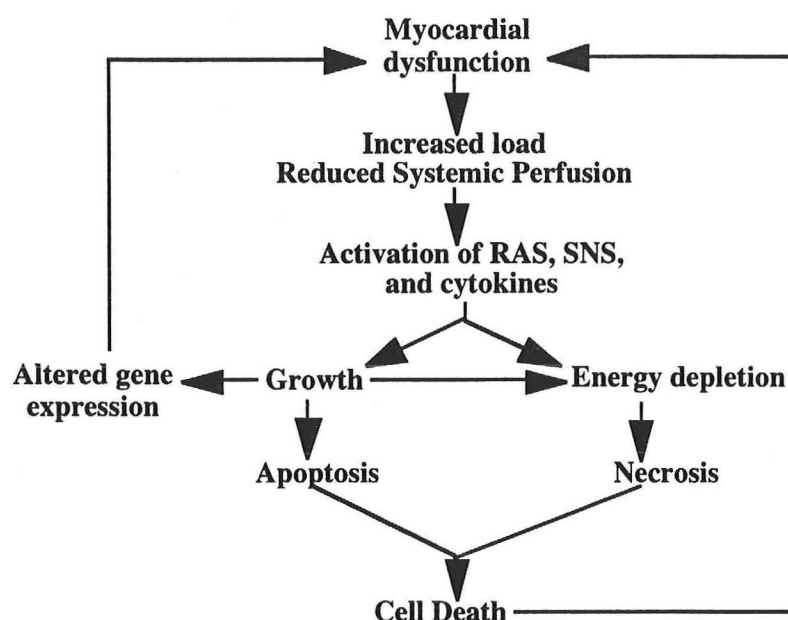 Myocardial
dysfunction
Increased load
Reduced Systemic Perfusion
Activation of RAS, SNS,
and cytokines
Altered gene
expression
Growth
Energy depletion
Apoptosis
Necrosis
Cell Death